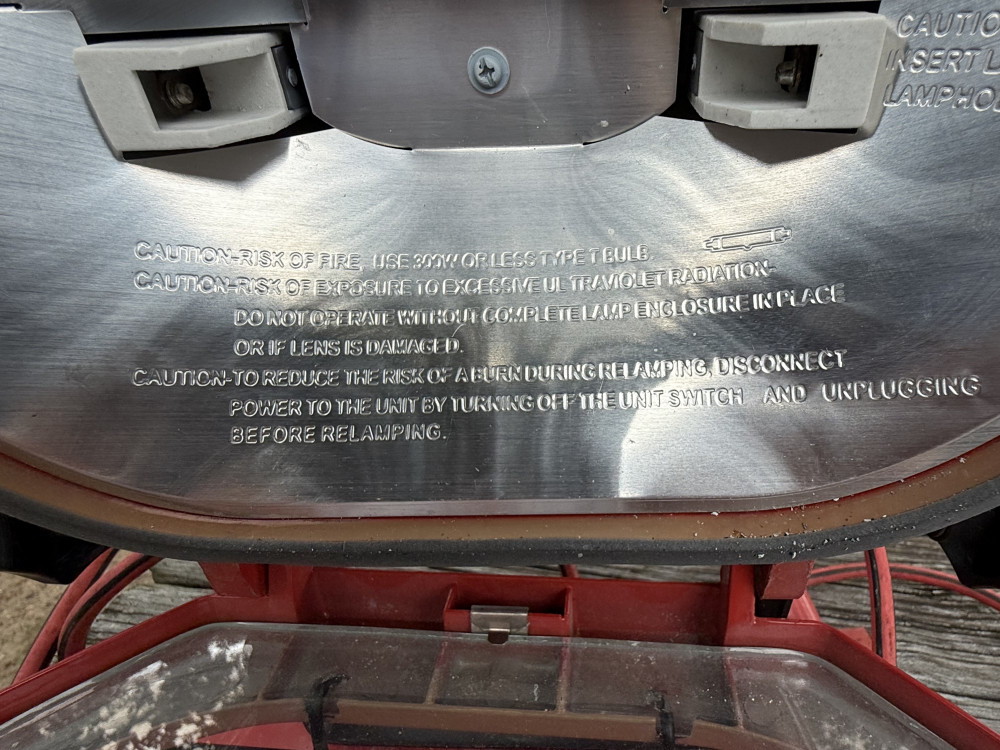 CAUTIO
INSERT L
LAMPHO
CAUTION-RISK OF FIRE, USE 300W OR LESS TYPE T BULB.
CAUTION-RISK OF EXPOSURE TO EXCESSIVE UL TRAVIOLET RADIATION-
DO NOT OPERATE WITHOUT COMPLETE LAMP ENCLOSURE IN PLACE
OR IF LENS IS DAMAGED.
CAUTION-TO REDUCE THE RISK OF A BURN DURING RELAMPING, DISCONNECT
POWER TO THE UNIT BY TURNING OFF THE UNIT SWITCH AND UNPLUGGING
BEFORE RELAMPING.